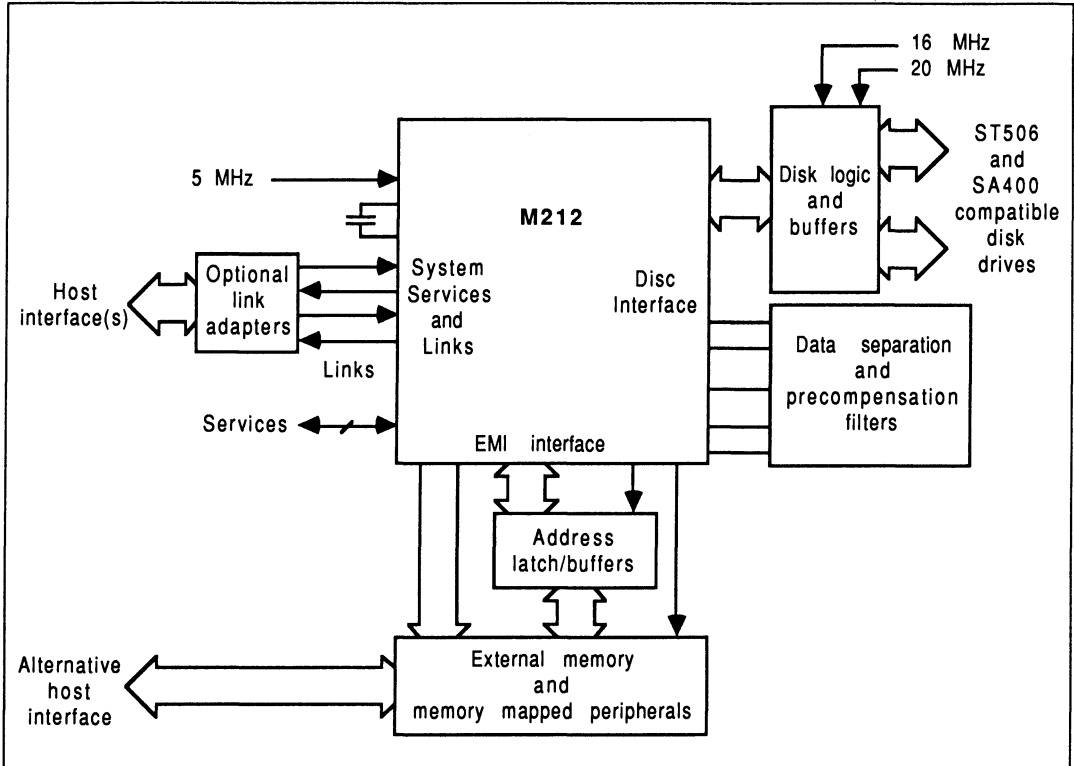 16 MHz
20 MHz
5 MHz
M212
Disk logic
and
buffers
ST506
and
SA400
compatible
disk
drives
Host
interface(s)
Optional
link
adapters
System
Services
and
Links
Disc
Interface
Links
Data separation
and
precompensation
filters
Services
EMI interface
Address
latch/buffers
Alternative
host
interface
External memory
and
memory mapped peripherals